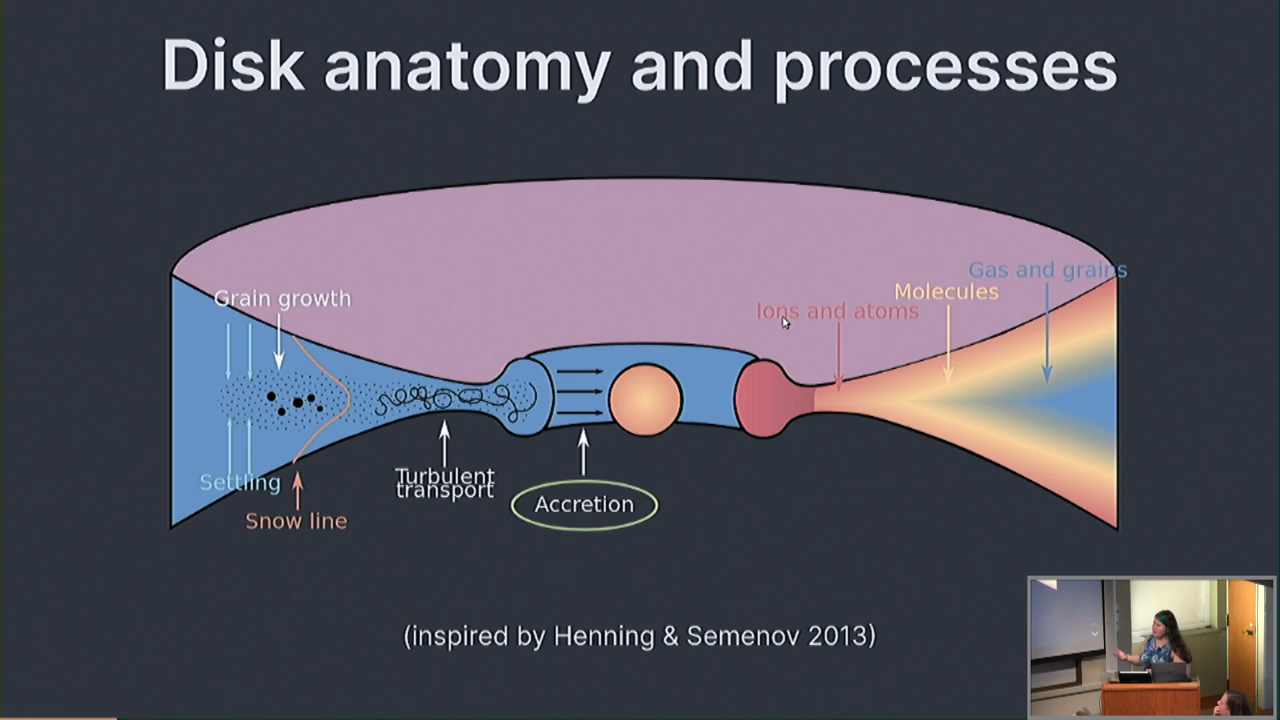 Disk anatomy and processes
Gas and grains
Molecules
Grain growth
Ions and atoms
Settling
Turbulent
transport
Accretion
Snow line
(inspired by Henning & Semenov 2013)